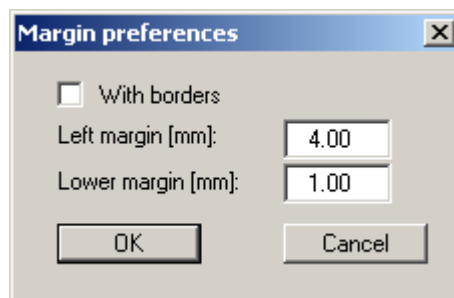 Margin preferences
With borders
Left margin [mm]: 4.00
Lower margin [mm]: 1.00
OK Cancel